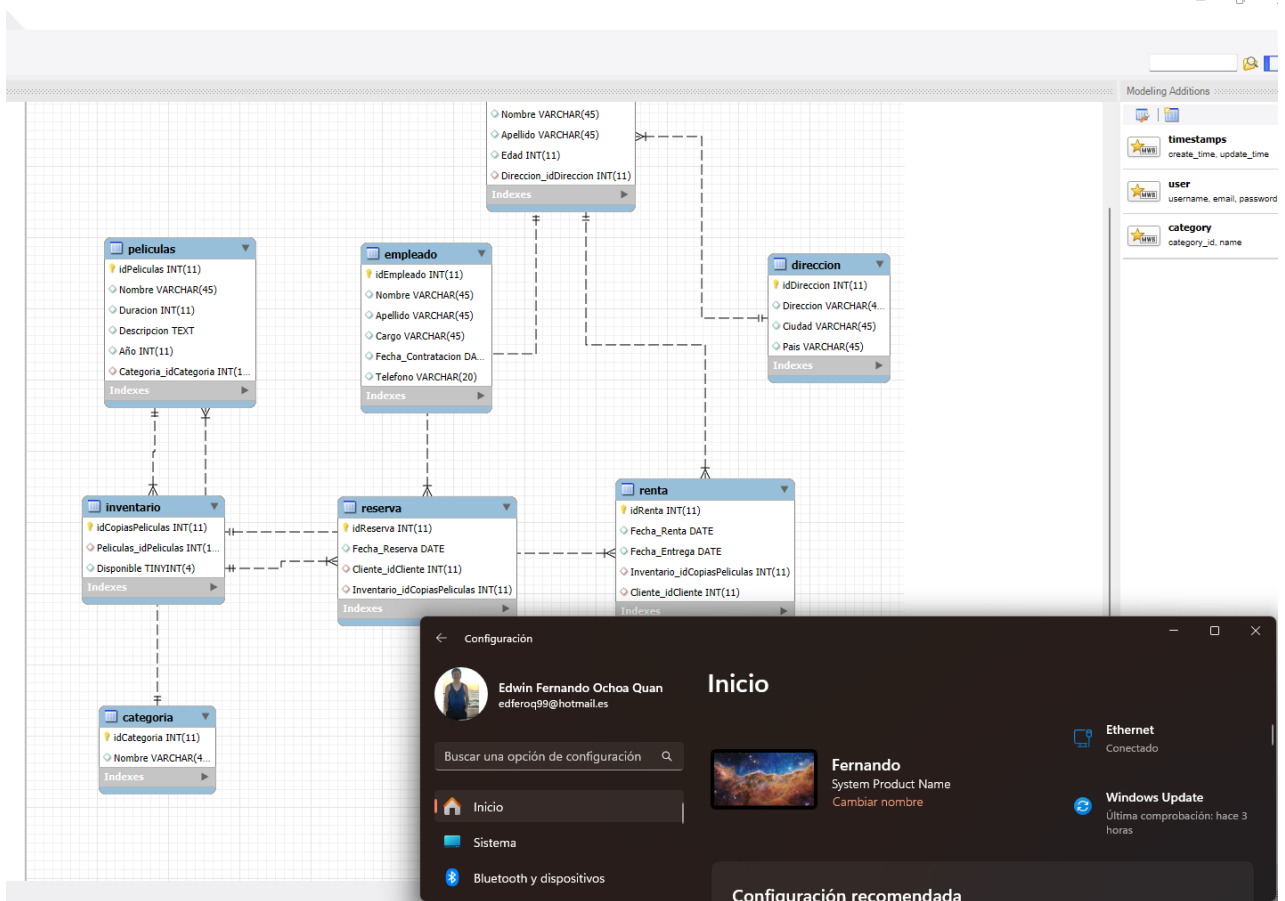 Modeling Additions
timestamps
create_time, update_time
user
username, email, password
category
category_id, name
Nombre VARCHAR(45)
Apellido VARCHAR(45)
Edad INT(11)
Direccion_idDireccion INT(11)
Indexes
peliculas
idPeliculas INT(11)
Nombre VARCHAR(45)
Duracion INT(11)
Descripcion TEXT
Año INT(11)
Categoria_idCategoria INT(1...
Indexes
empleado
idEmpleado INT(11)
Nombre VARCHAR(45)
Apellido VARCHAR(45)
Cargo VARCHAR(45)
Fecha_Contratacion DA...
Telefono VARCHAR(20)
Indexes
direccion
idDireccion INT(11)
Direccion VARCHAR(4...
Ciudad VARCHAR(45)
Pais VARCHAR(45)
Indexes
inventario
idCopiasPeliculas INT(11)
Peliculas_idPeliculas INT(1...
Disponible TINYINT(4)
Indexes
reserva
idReserva INT(11)
Fecha_Reserva DATE
Cliente_idCliente INT(11)
Inventario_idCopiasPeliculas INT(11)
Indexes
renta
idRenta INT(11)
Fecha_Renta DATE
Fecha_Entrega DATE
Inventario_idCopiasPeliculas INT(11)
Cliente_idCliente INT(11)
Indexes
categoria
idCategoria INT(11)
Nombre VARCHAR(4...
Indexes
Configuración
Edwin Fernando Ochoa Quan
edferoq99@hotmail.es
Buscar una opción de configuración
Inicio
Sistema
Bluetooth y dispositivos
Inicio
Fernando
System Product Name
Cambiar nombre
Ethernet
Conectado
Windows Update
Última comprobación: hace 3
horas
Configuración recomendada